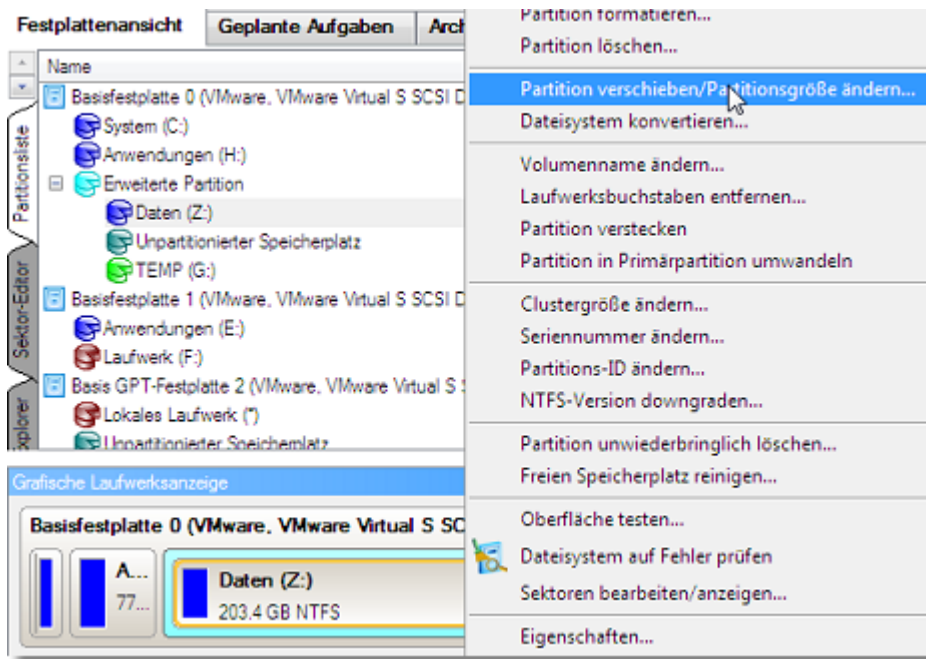 Festplattenansicht
Geplante Aufgaben
Arch
Name
Basisfestplatte 0 (VMware, VMware Virtual S SCSI D
System (C:)
Anwendungen (H:)
Erweiterte Partition
Daten (Z:)
Unpartitionierter Speicherplatz
TEMP (G:)
Basisfestplatte 1 (VMware, VMware Virtual S SCSI D
Anwendungen (E:)
Laufwerk (F:)
Basis GPT-Festplatte 2 (VMware, VMware Virtual S S
Lokales Laufwerk (*)
Unpartitionierter Speicherplatz
Partitionsliste
Sektor-Editor
xplorer
Grafische Laufwerksanzeige
Basisfestplatte 0 (VMware, VMware Virtual S SC
A...
77...
Daten (Z:)
203.4 GB NTFS
Partition formatieren...
Partition löschen...
Partition verschieben/Partitionsgröße ändern...
Dateisystem konvertieren...
Volumenname ändern...
Laufwerksbuchstaben entfernen...
Partition verstecken
Partition in Primärpartition umwandeln
Clustergröße ändern...
Seriennummer ändern...
Partitions-ID ändern...
NTFS-Version downgraden...
Partition unwiederbringlich löschen...
Freien Speicherplatz reinigen...
Oberfläche testen...
Dateisystem auf Fehler prüfen
Sektoren bearbeiten/anzeigen...
Eigenschaften...